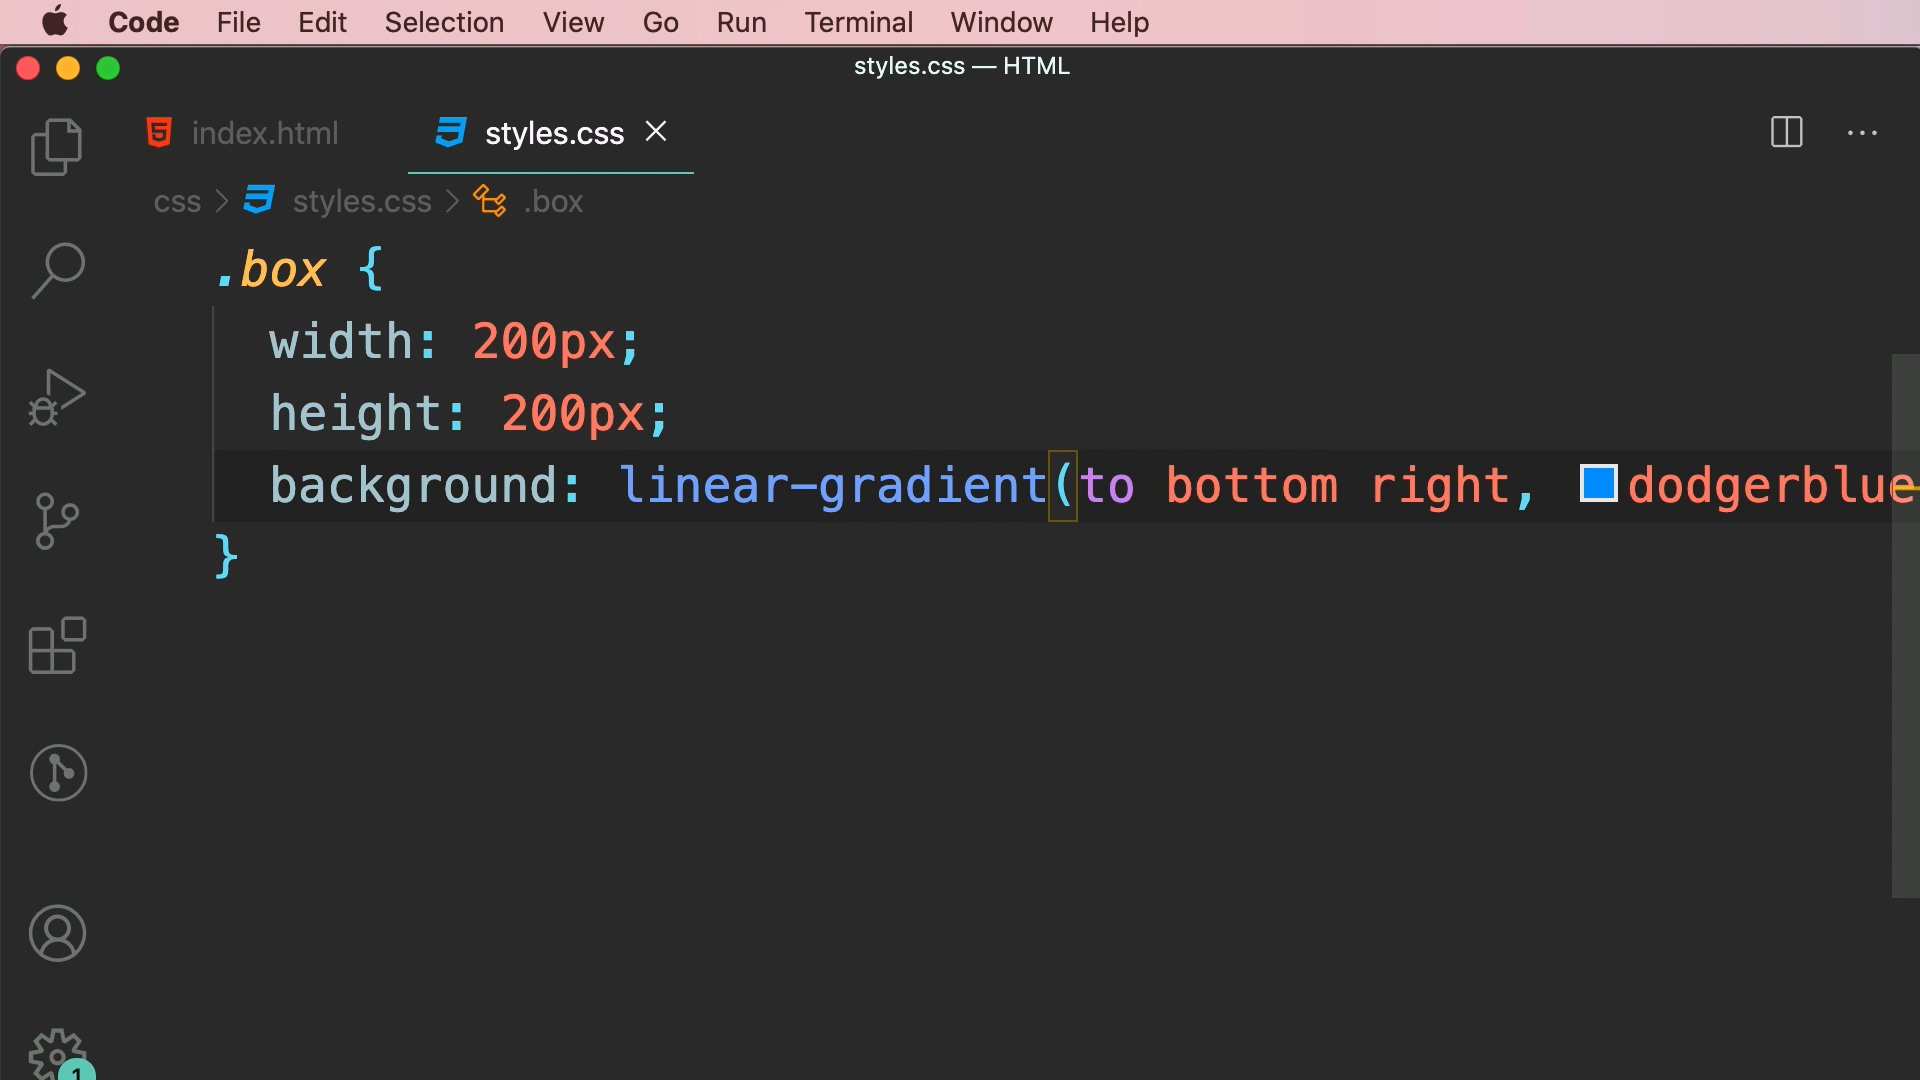 Code File Edit Selection View Go Run Terminal Window Help
styles.css — HTML
index.html styles.css
css > styles.css > .box
.box {
width: 200px;
height: 200px;
background: linear-gradient(to bottom right, dodgerblue
}
1